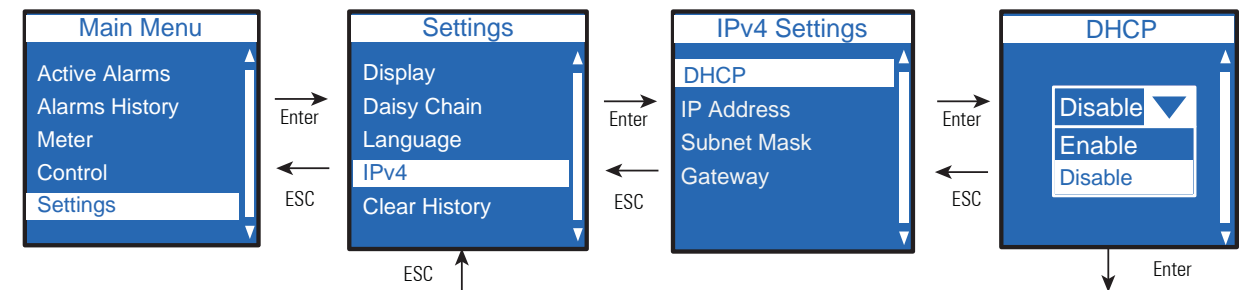 Main Menu
Active Alarms
Alarms History
Meter
Control
Settings
Enter
ESC
Settings
Display
Daisy Chain
Language
IPv4
Clear History
Enter
ESC
IPv4 Settings
DHCP
IP Address
Subnet Mask
Gateway
Enter
ESC
DHCP
Disable
Enable
Disable
ESC
Enter